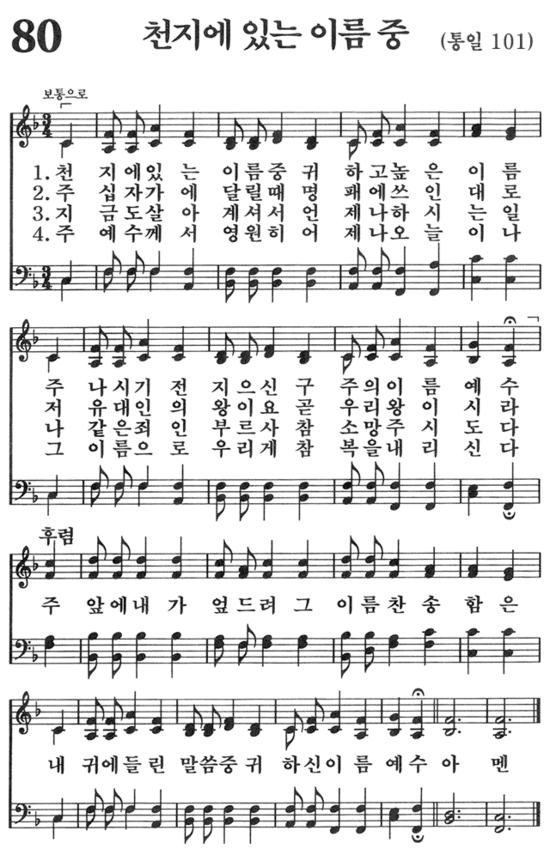 80 천지에 있는 이름 중 (통일 101)
보통으로
1. 천 지에있 는 이름중 귀 하고높 은 이 름
2. 주 십자가 에 달릴때 명 패에쓰 인 대 로
3. 지 금도살 아 계셔서 언 제나하 시 는 일
4. 주 예수께 서 영원히 어 제나오 늘 이 나
주 나시기 전 지으신 구 주의이 름 예 수
저 유대인 의 왕이요 곧 우리왕 이 시 라
나 같은죄 인 부르사 참 소망주 시 도 다
그 이름으 로 우리게 참 복을내 리 신 다
후렴
주 앞에내 가 엎드려 그 이름찬 송 함 은
내 귀에들 린 말씀중 귀 하신이 름 예 수 아 멘